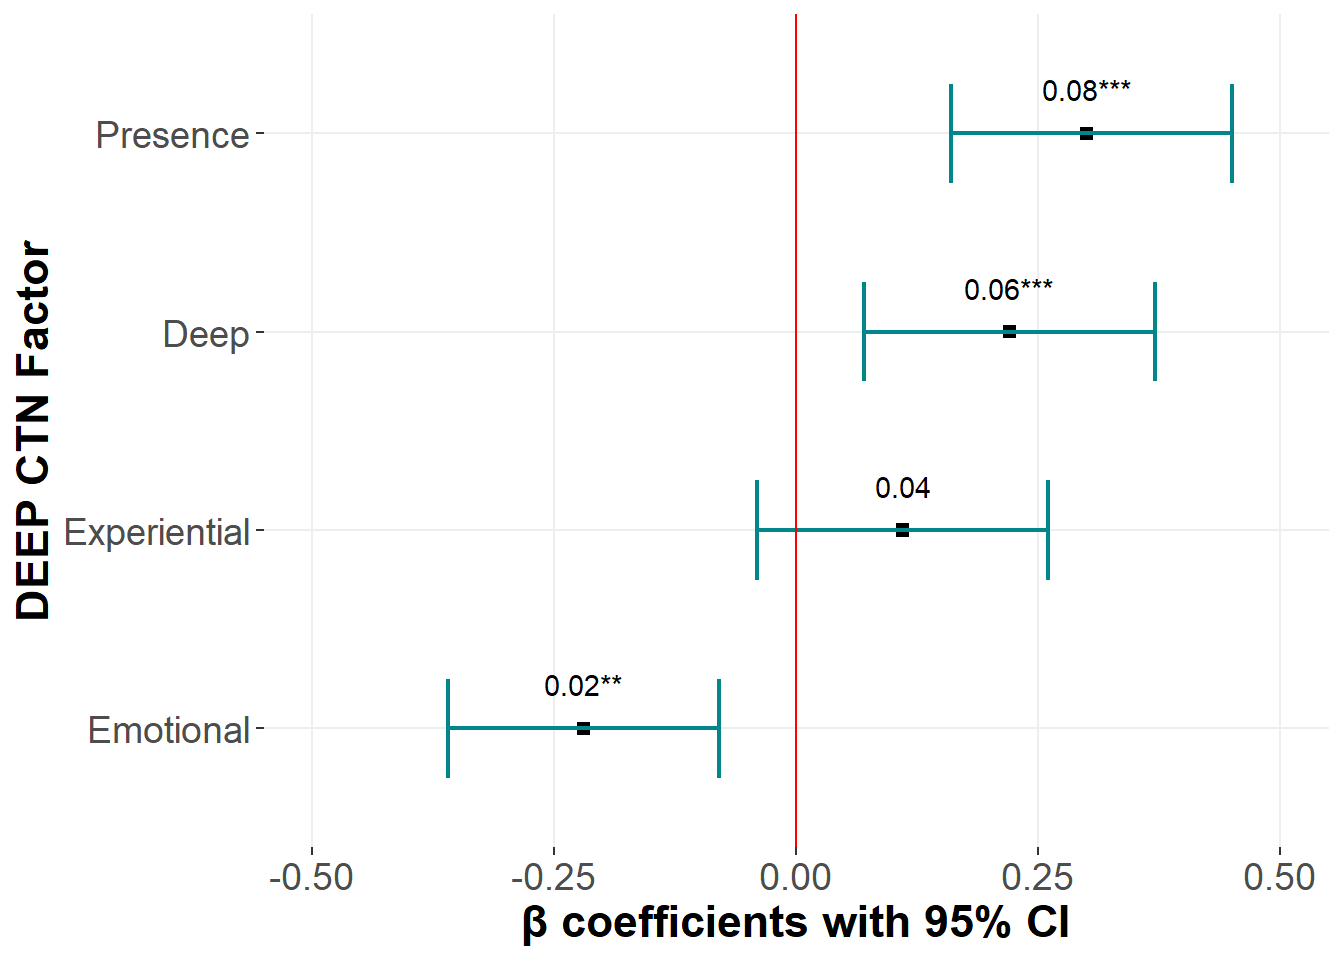 0.08***
Presence
0.06***
Deep
0.04
Experiential
0.02**
Emotional
DEEP CTN Factor
-0.50 -0.25 0.00 0.25 0.50
β coefficients with 95% CI